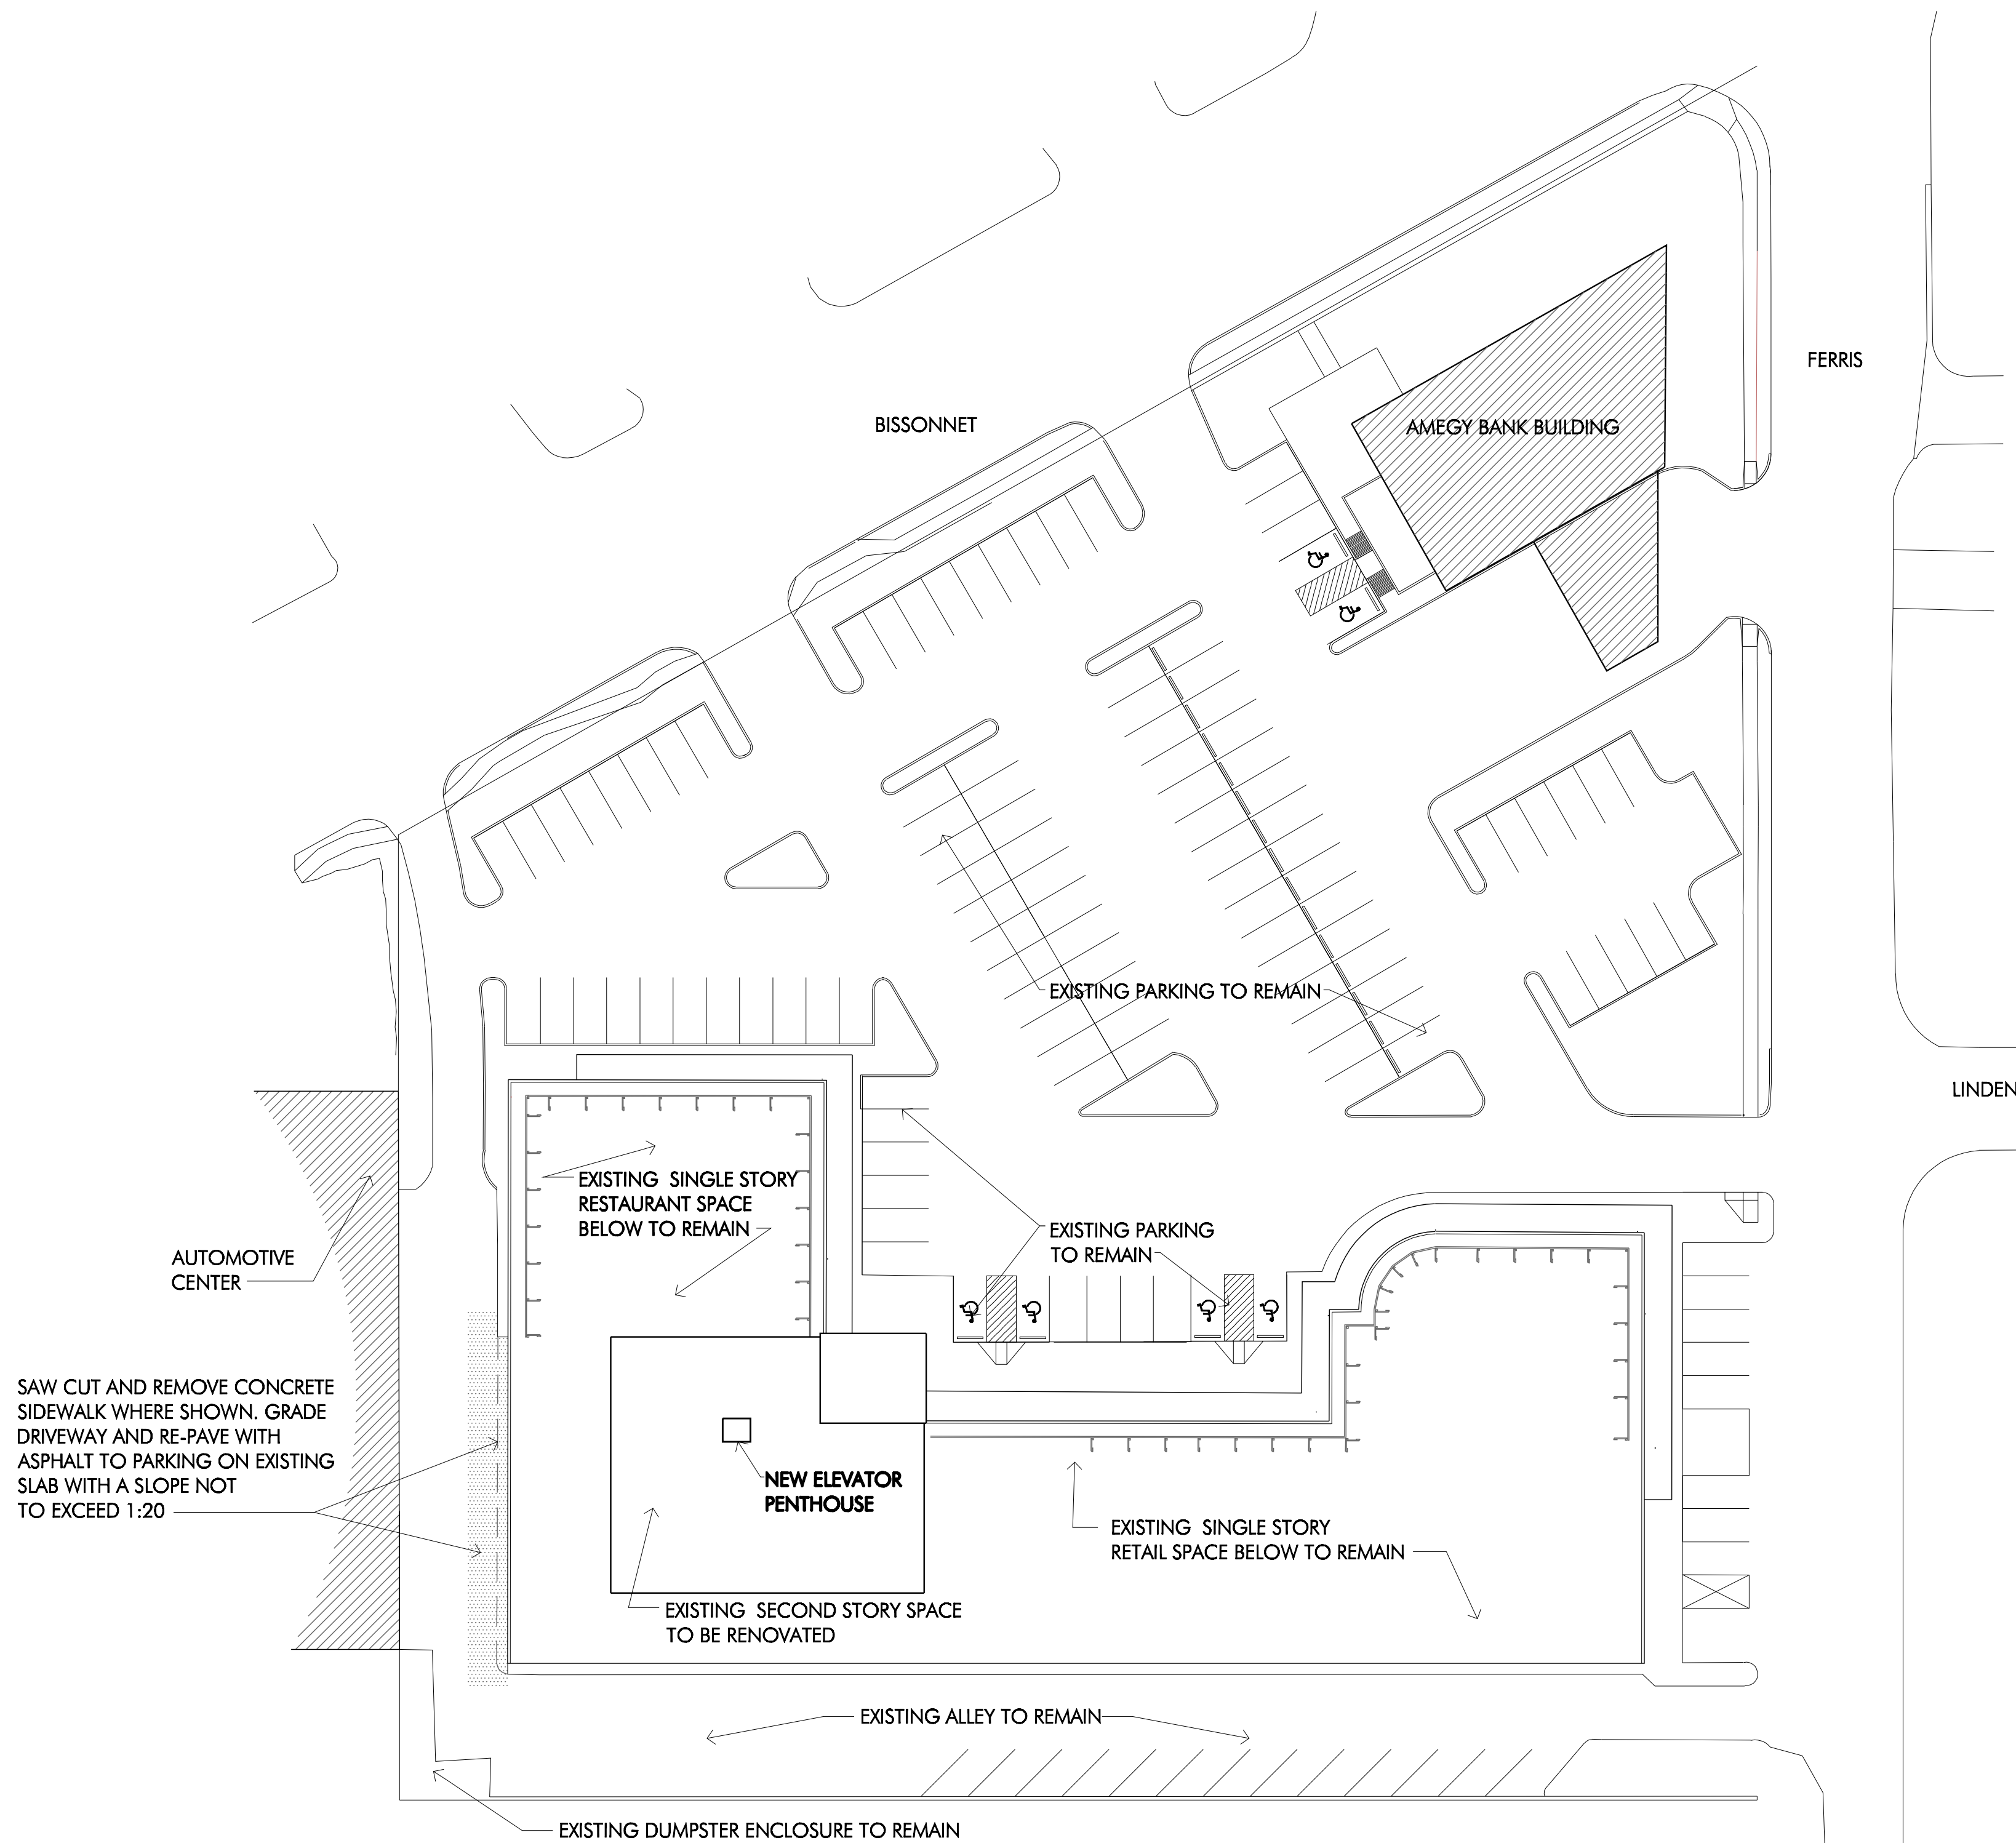 FERRIS
BISSONNET
AMEGY BANK BUILDING
EXISTING PARKING TO REMAIN
LINDEN
EXISTING SINGLE STORY
RESTAURANT SPACE
BELOW TO REMAIN
EXISTING PARKING
TO REMAIN
AUTOMOTIVE
CENTER
SAW CUT AND REMOVE CONCRETE
SIDEWALK WHERE SHOWN. GRADE
DRIVEWAY AND RE-PAVE WITH
ASPHALT TO PARKING ON EXISTING
SLAB WITH A SLOPE NOT
TO EXCEED 1:20
NEW ELEVATOR
PENTHOUSE
EXISTING SINGLE STORY
RETAIL SPACE BELOW TO REMAIN
EXISTING SECOND STORY SPACE
TO BE RENOVATED
EXISTING ALLEY TO REMAIN
EXISTING DUMPSTER ENCLOSURE TO REMAIN